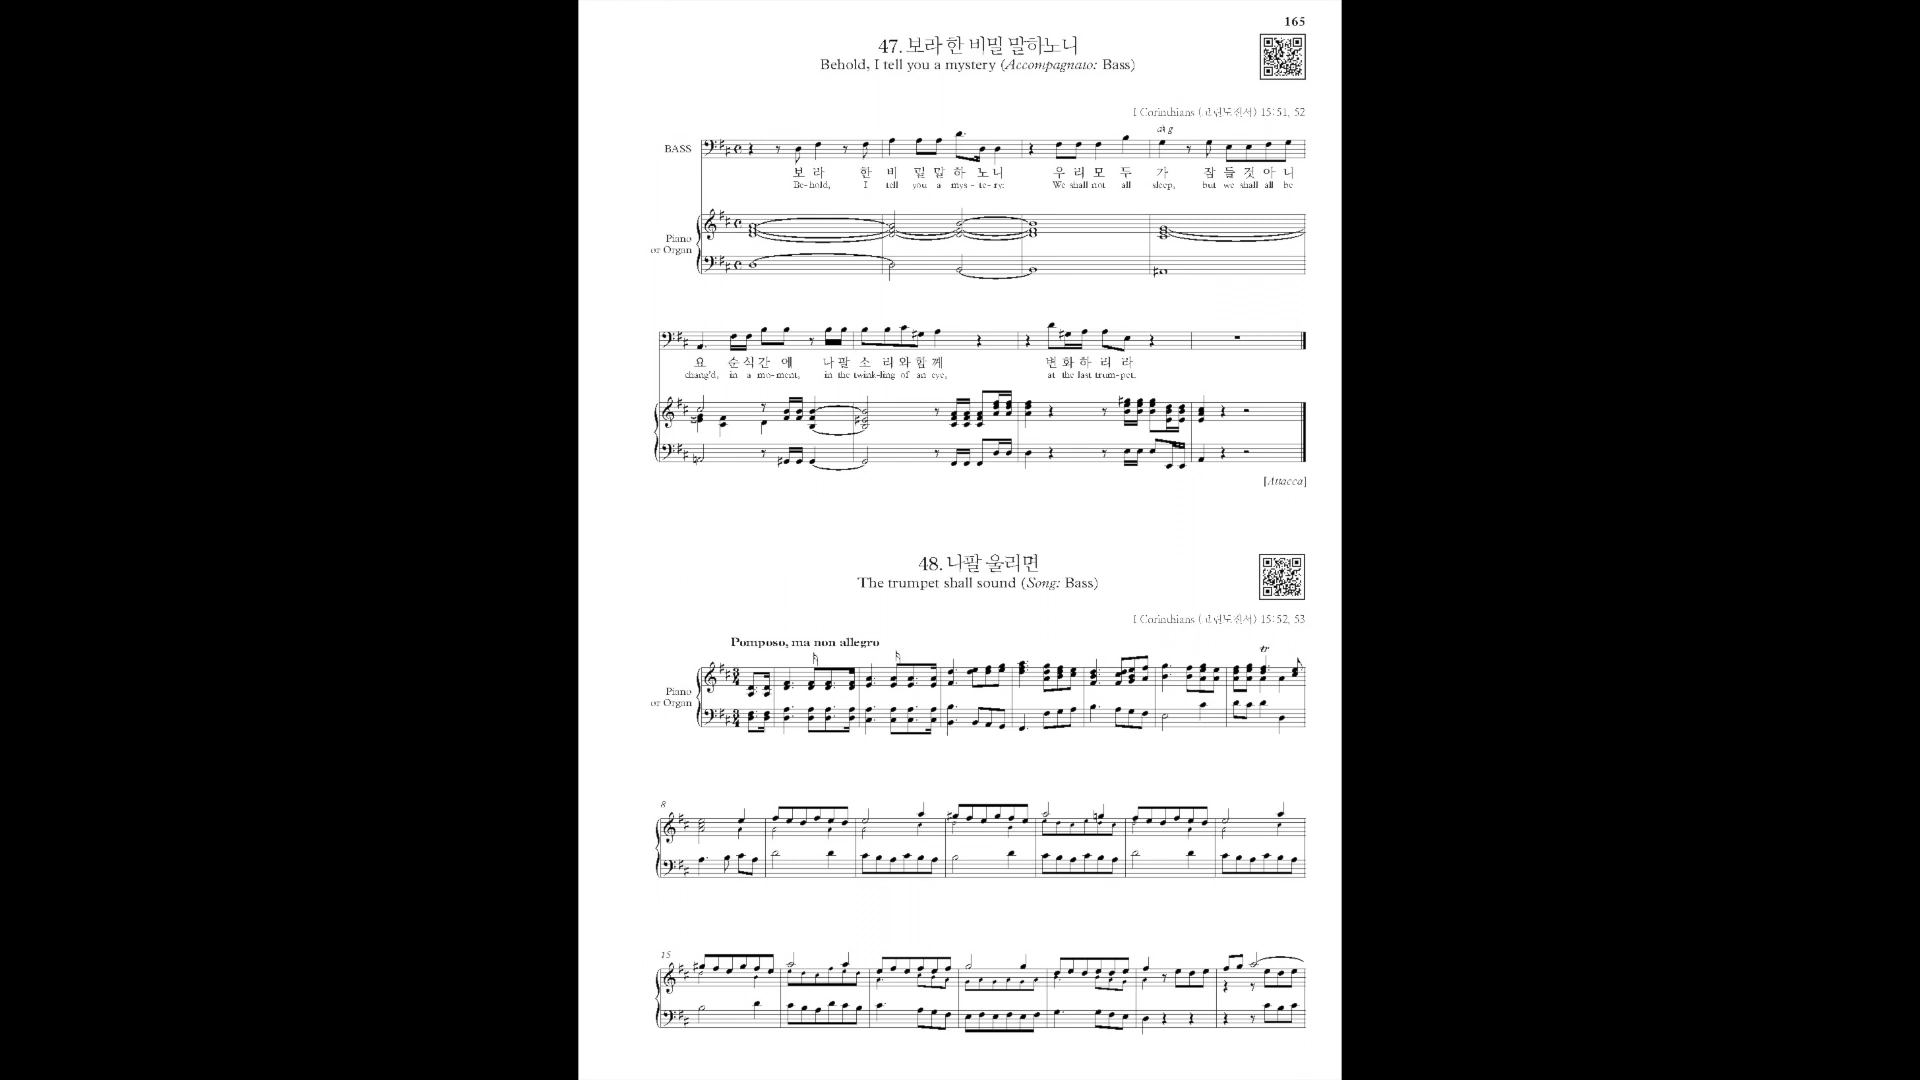 165
47. 보라 한 비밀 말하노니
Behold, I tell you a mystery (Accompagnato: Bass)
I Corinthians (고린도전서) 15:51, 52
a) g
BASS
보 라 한 비 밀 말 하 노 니 우 리 모 두 가 잠 들 것 아 니
Be-hold, I tell you a mys-te-ry: We shall not all sleep, but we shall all be
Piano
or Organ
요 순 식 간 에 나 팔 소 리 와 함 께 변 화 하 리 라
chang'd, in a mo-ment, in the twink-ling of an eye, at the last trum-pet.
[Attacca]
48. 나팔 울리면
The trumpet shall sound (Song: Bass)
I Corinthians (고린도전서) 15:52, 53
Pomposo, ma non allegro
tr
Piano
or Organ
8
15